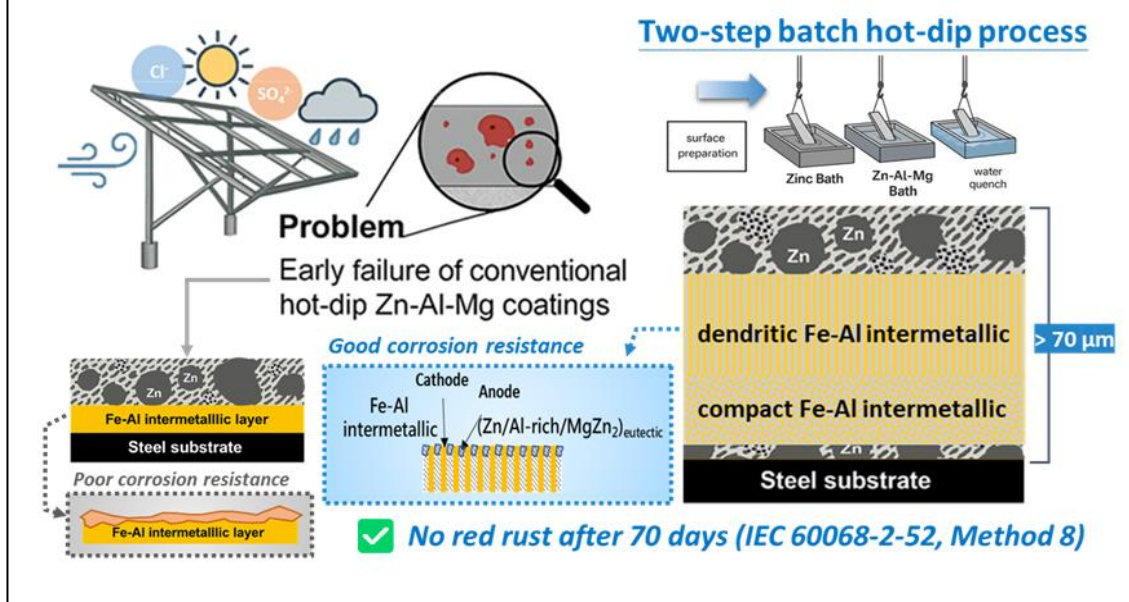 Two-step batch hot-dip process
Cl⁻
SO₄²⁻
surface
preparation
Zinc Bath
Zn-Al-Mg
Bath
water
quench
Problem
Early failure of conventional
hot-dip Zn-Al-Mg coatings
Zn
Zn
Zn
Fe-Al intermetalllic layer
Steel substrate
Poor corrosion resistance
Fe-Al intermetalllic layer
Good corrosion resistance
Cathode
Anode
Fe-Al
intermetallic
(Zn/Al-rich/MgZn₂)eutectic
Zn
Zn
dendritic Fe-Al intermetallic
compact Fe-Al intermetallic
Zn
Steel substrate
> 70 µm
No red rust after 70 days (IEC 60068-2-52, Method 8)